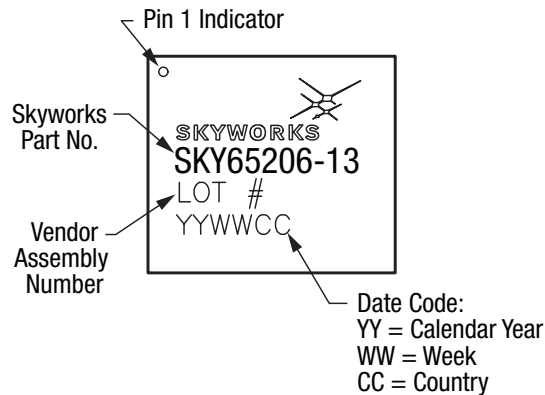 Pin 1 Indicator
Skyworks
Part No.
SKYWORKS
SKY65206-13
LOT #
YYWWCC
Vendor
Assembly
Number
Date Code:
YY = Calendar Year
WW = Week
CC = Country